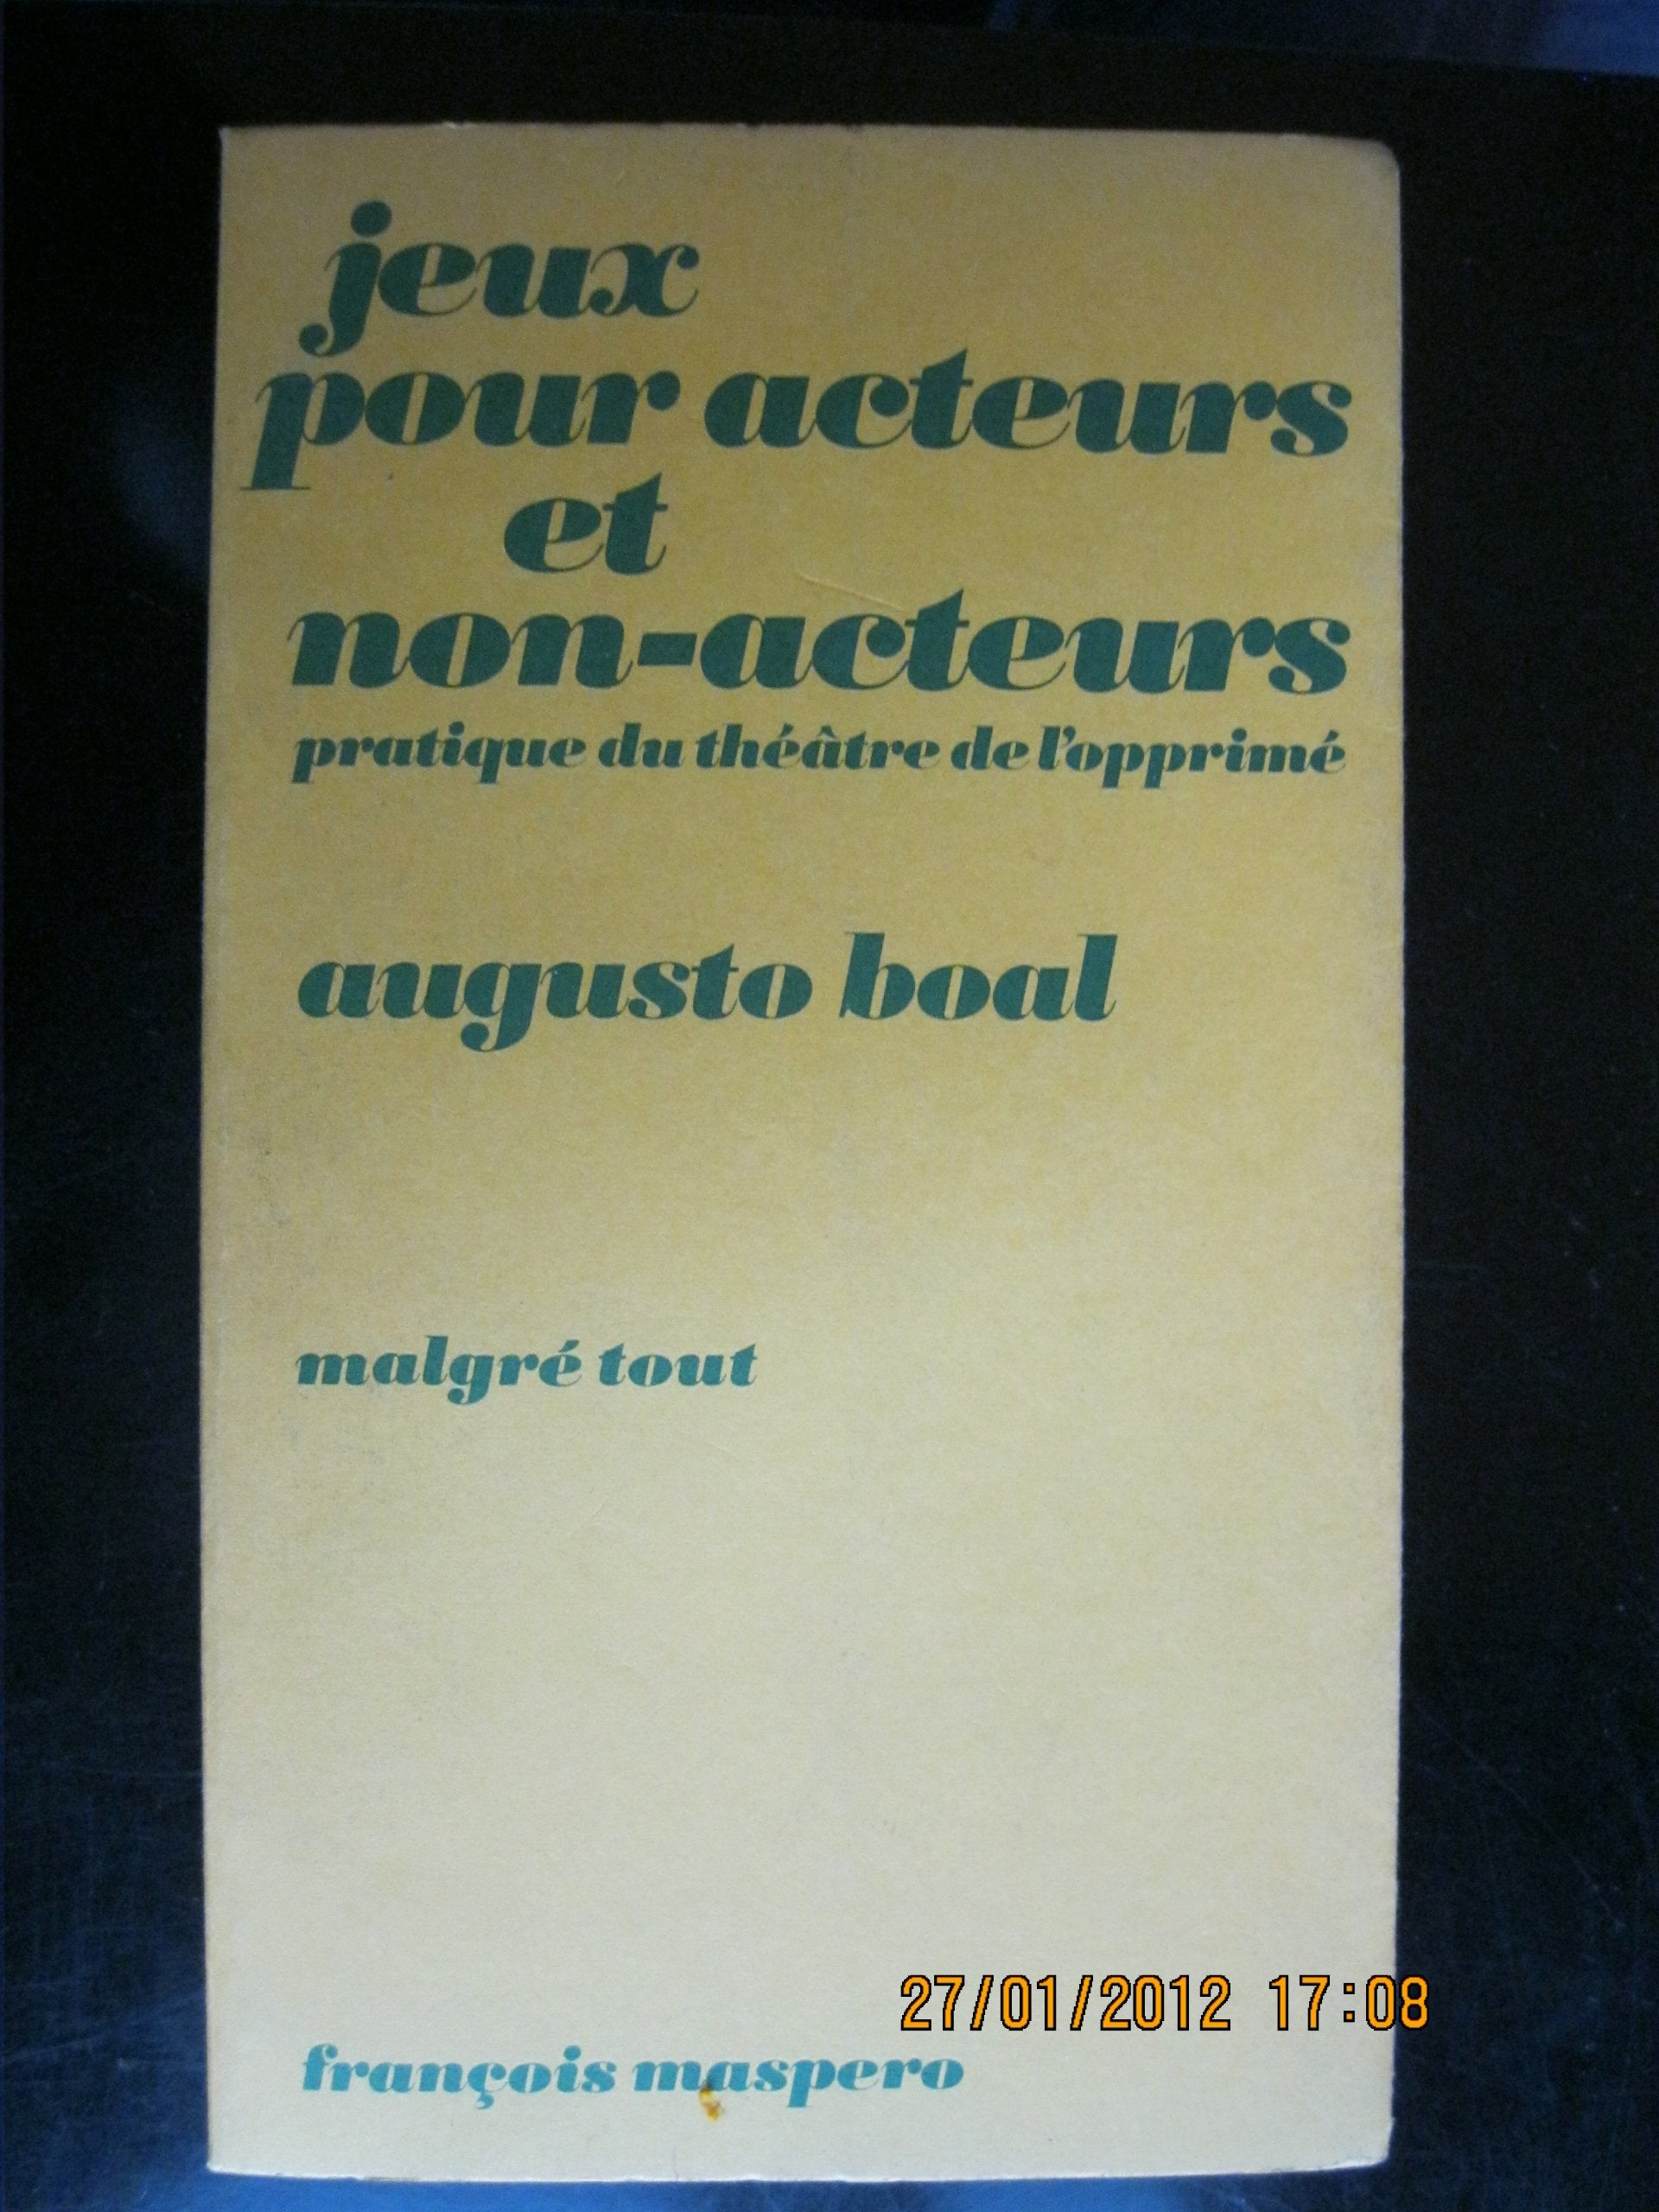 jeux
pour acteurs
et
non-acteurs
pratique du théâtre de l'opprimé
augusto boal
malgré tout
27/01/2012 17:08
françois maspero